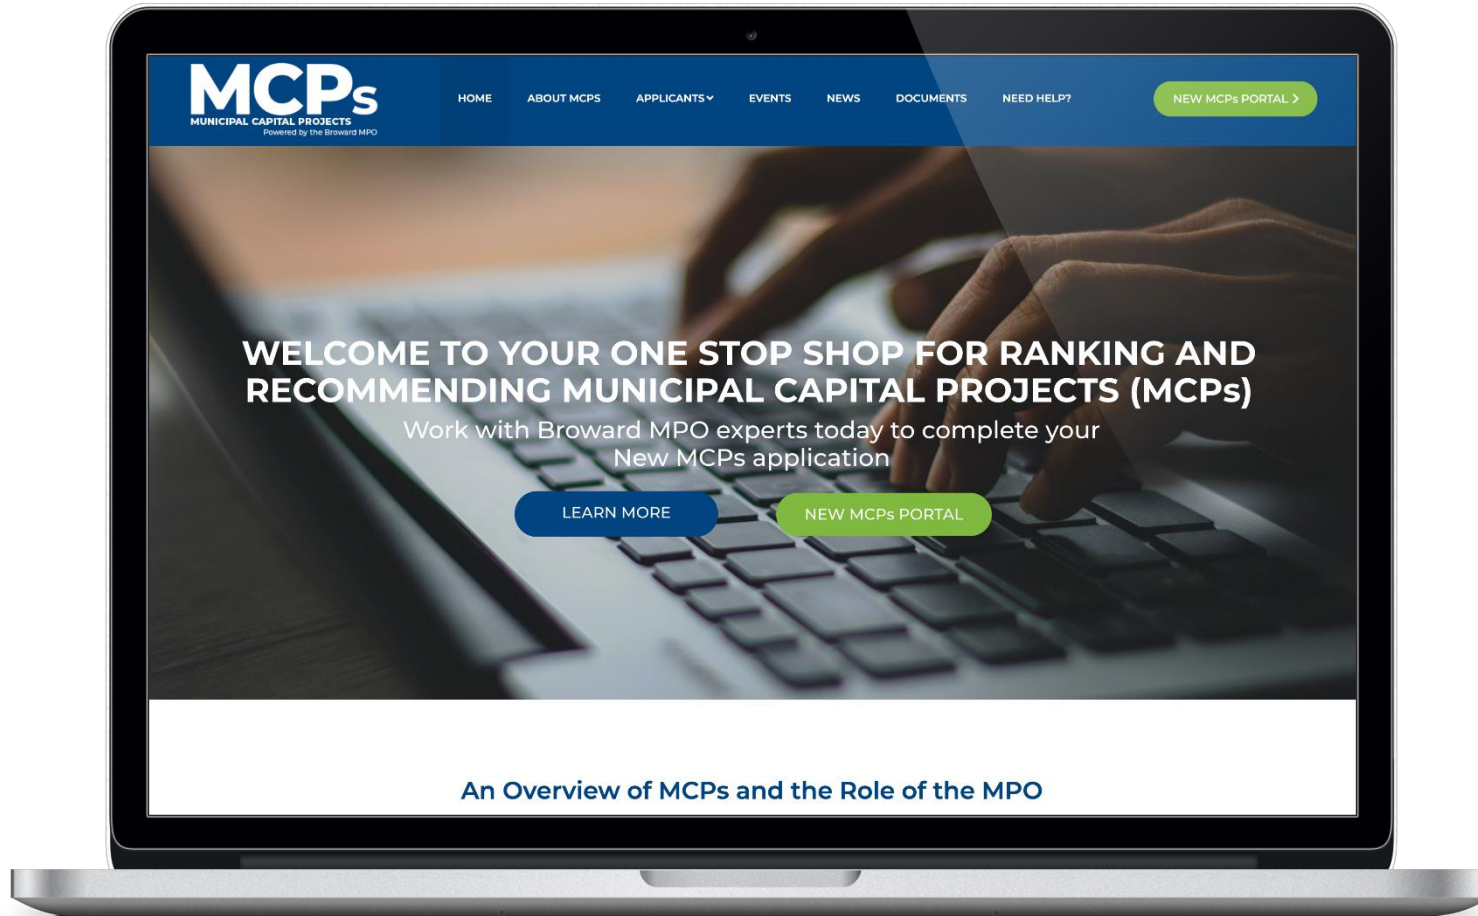 MCPs
MUNICIPAL CAPITAL PROJECTS
Powered by the Broward MPO
HOME
ABOUT MCPS
APPLICANTS
EVENTS
NEWS
DOCUMENTS
NEED HELP?
NEW MCPs PORTAL >
WELCOME TO YOUR ONE STOP SHOP FOR RANKING AND
RECOMMENDING MUNICIPAL CAPITAL PROJECTS (MCPs)
Work with Broward MPO experts today to complete your
New MCPs application
LEARN MORE
NEW MCPs PORTAL
An Overview of MCPs and the Role of the MPO